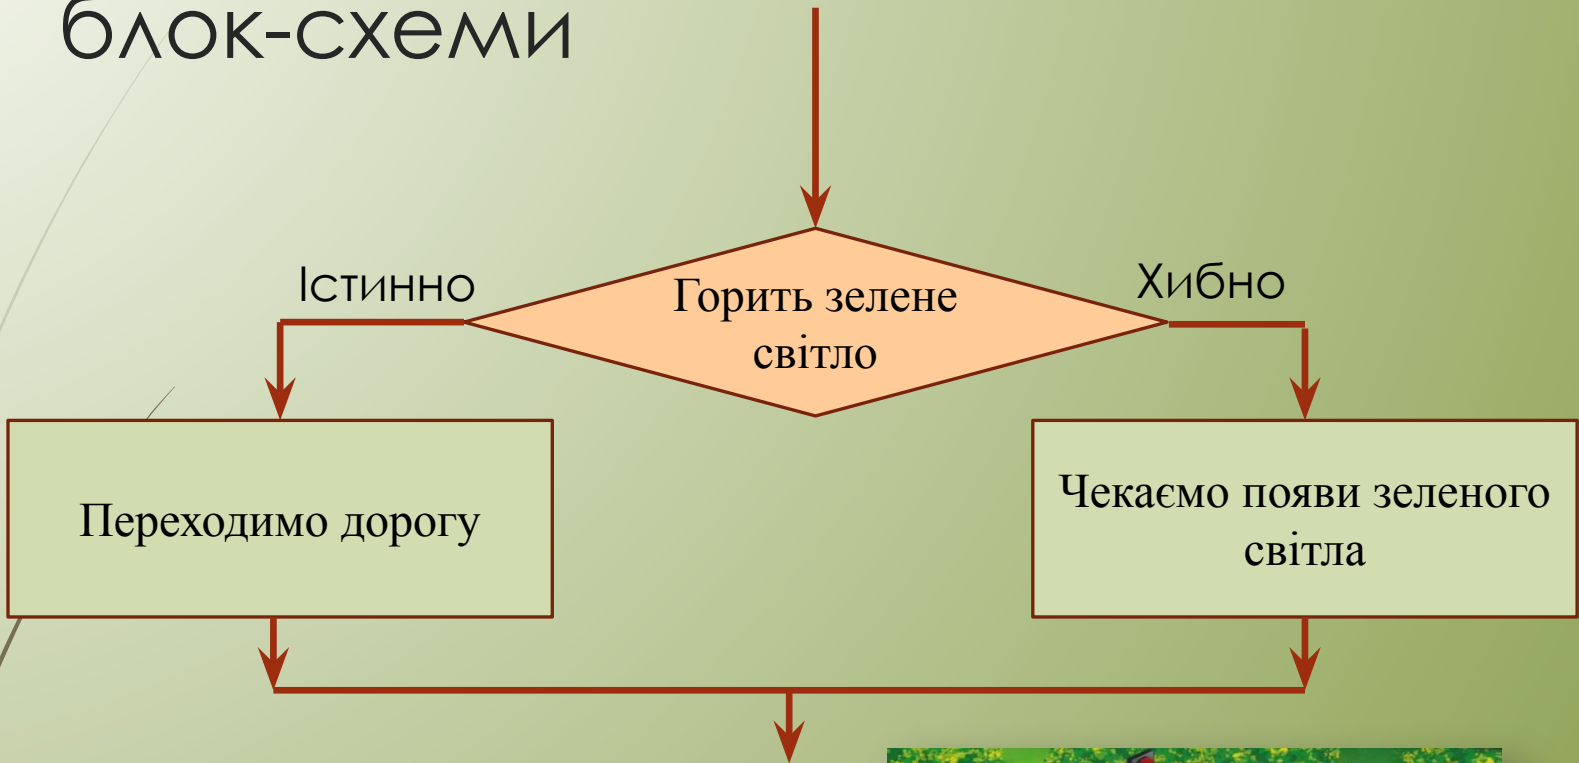 блок-схеми
Істинно
Горить зелене
світло
Хибно
Переходимо дорогу
Чекаємо появи зеленого
світла